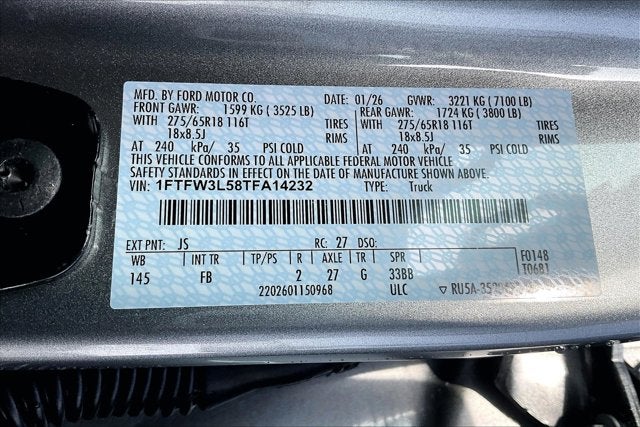 MFD. BY FORD MOTOR CO. DATE: 01/26 GVWR: 3221 KG ( 7100 LB)
FRONT GAWR: 1599 KG ( 3525 LB) REAR GAWR: 1724 KG ( 3800 LB)
WITH 275/65R18 116T TIRES WITH 275/65R18 116T TIRES
18x8.5J RIMS 18x8.5J RIMS
AT 240 kPa/ 35 PSI COLD AT 240 kPa/ 35 PSI COLD
THIS VEHICLE CONFORMS TO ALL APPLICABLE FEDERAL MOTOR VEHICLE
SAFETY STANDARDS IN EFFECT ON THE DATE OF MANUFACTURE SHOWN ABOVE.
VIN: 1FTFW3L58TFA14232 TYPE: Truck
EXT PNT: JS RC: 27 DSO:
WB INT TR TP/PS R AXLE TR SPR F0148
145 FB 2 27 G 33BB T0681
2202601150968 ULC ▽ RU5A-